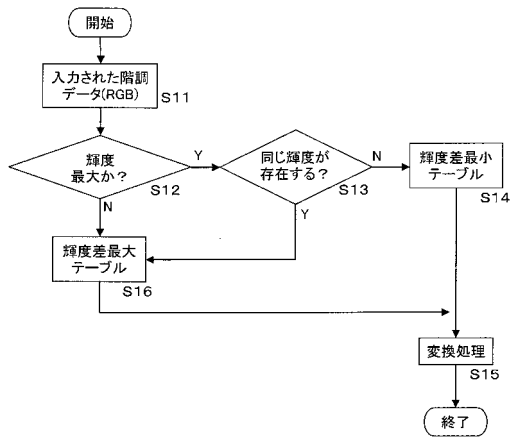 開始
入力された階調
データ(RGB)
S11
輝度
最大か?
S12
Y
N
同じ輝度が
存在する?
S13
N
Y
輝度差最小
テーブル
S14
輝度差最大
テーブル
S16
変換処理
S15
終了